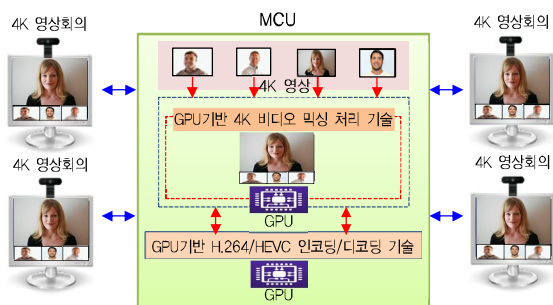 MCU
4K 영상회의
4K 영상회의
4K 영상
GPU기반 4K 비디오 믹싱 처리 기술
4K 영상회의
4K 영상회의
GPU
GPU기반 H.264/HEVC 인코딩/디코딩 기술
GPU